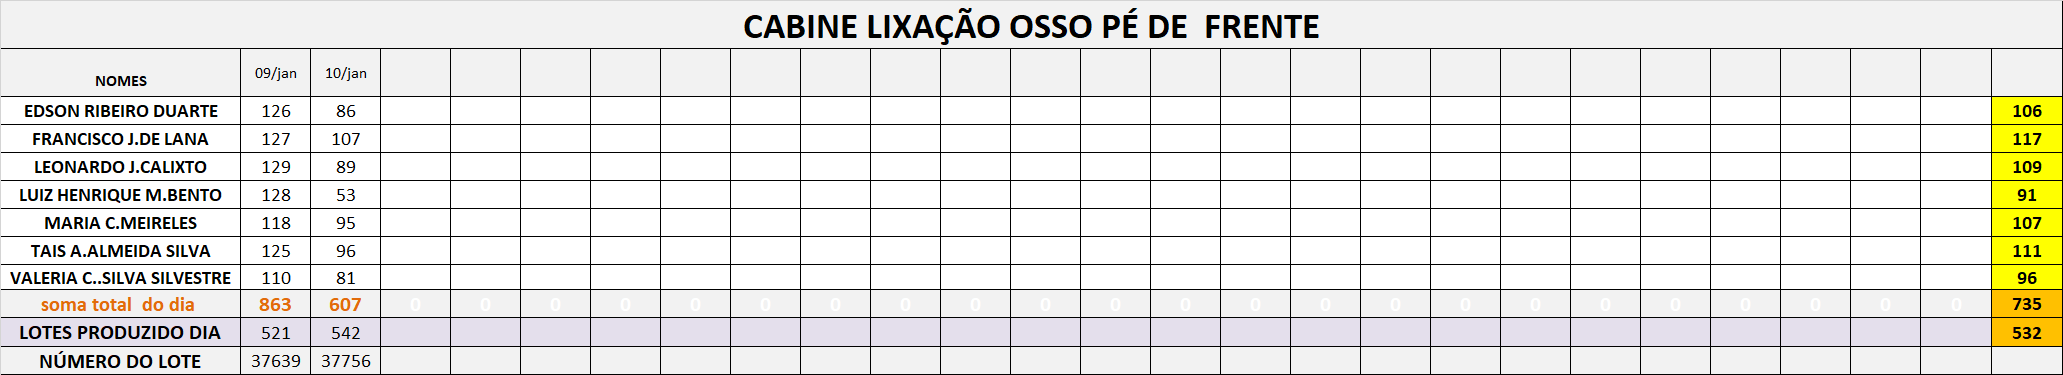 CABINE LIXAÇÃO OSSO PÉ DE  FRENTE
NOMES 09/jan 10/jan
EDSON RIBEIRO DUARTE 126 86 106
FRANCISCO J.DE LANA 127 107 117
LEONARDO J.CALIXTO 129 89 109
LUIZ HENRIQUE M.BENTO 128 53 91
MARIA C.MEIRELES 118 95 107
TAIS A.ALMEIDA SILVA 125 96 111
VALERIA C..SILVA SILVESTRE 110 81 96
soma total  do dia 863 607 0 0 0 0 0 0 0 0 0 0 0 0 0 0 0 0 0 0 0 0 0 0 0 735
LOTES PRODUZIDO DIA 521 542 532
NÚMERO DO LOTE 37639 37756